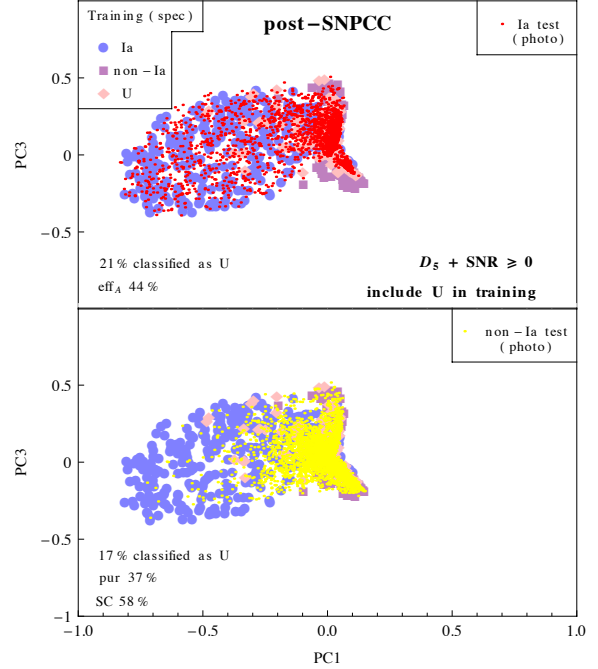 Training (spec)
Ia
non−Ia
U
post−SNPCC
Ia test
(photo)
0.5
0
−0.5
PC3
21% classified as U
eff_A 44%
D_5 + SNR ⩾ 0
include U in training
non−Ia test
(photo)
0.5
0
−0.5
−1
PC3
17% classified as U
pur 37%
SC 58%
−1.0
−0.5
0.0
0.5
1.0
PC1